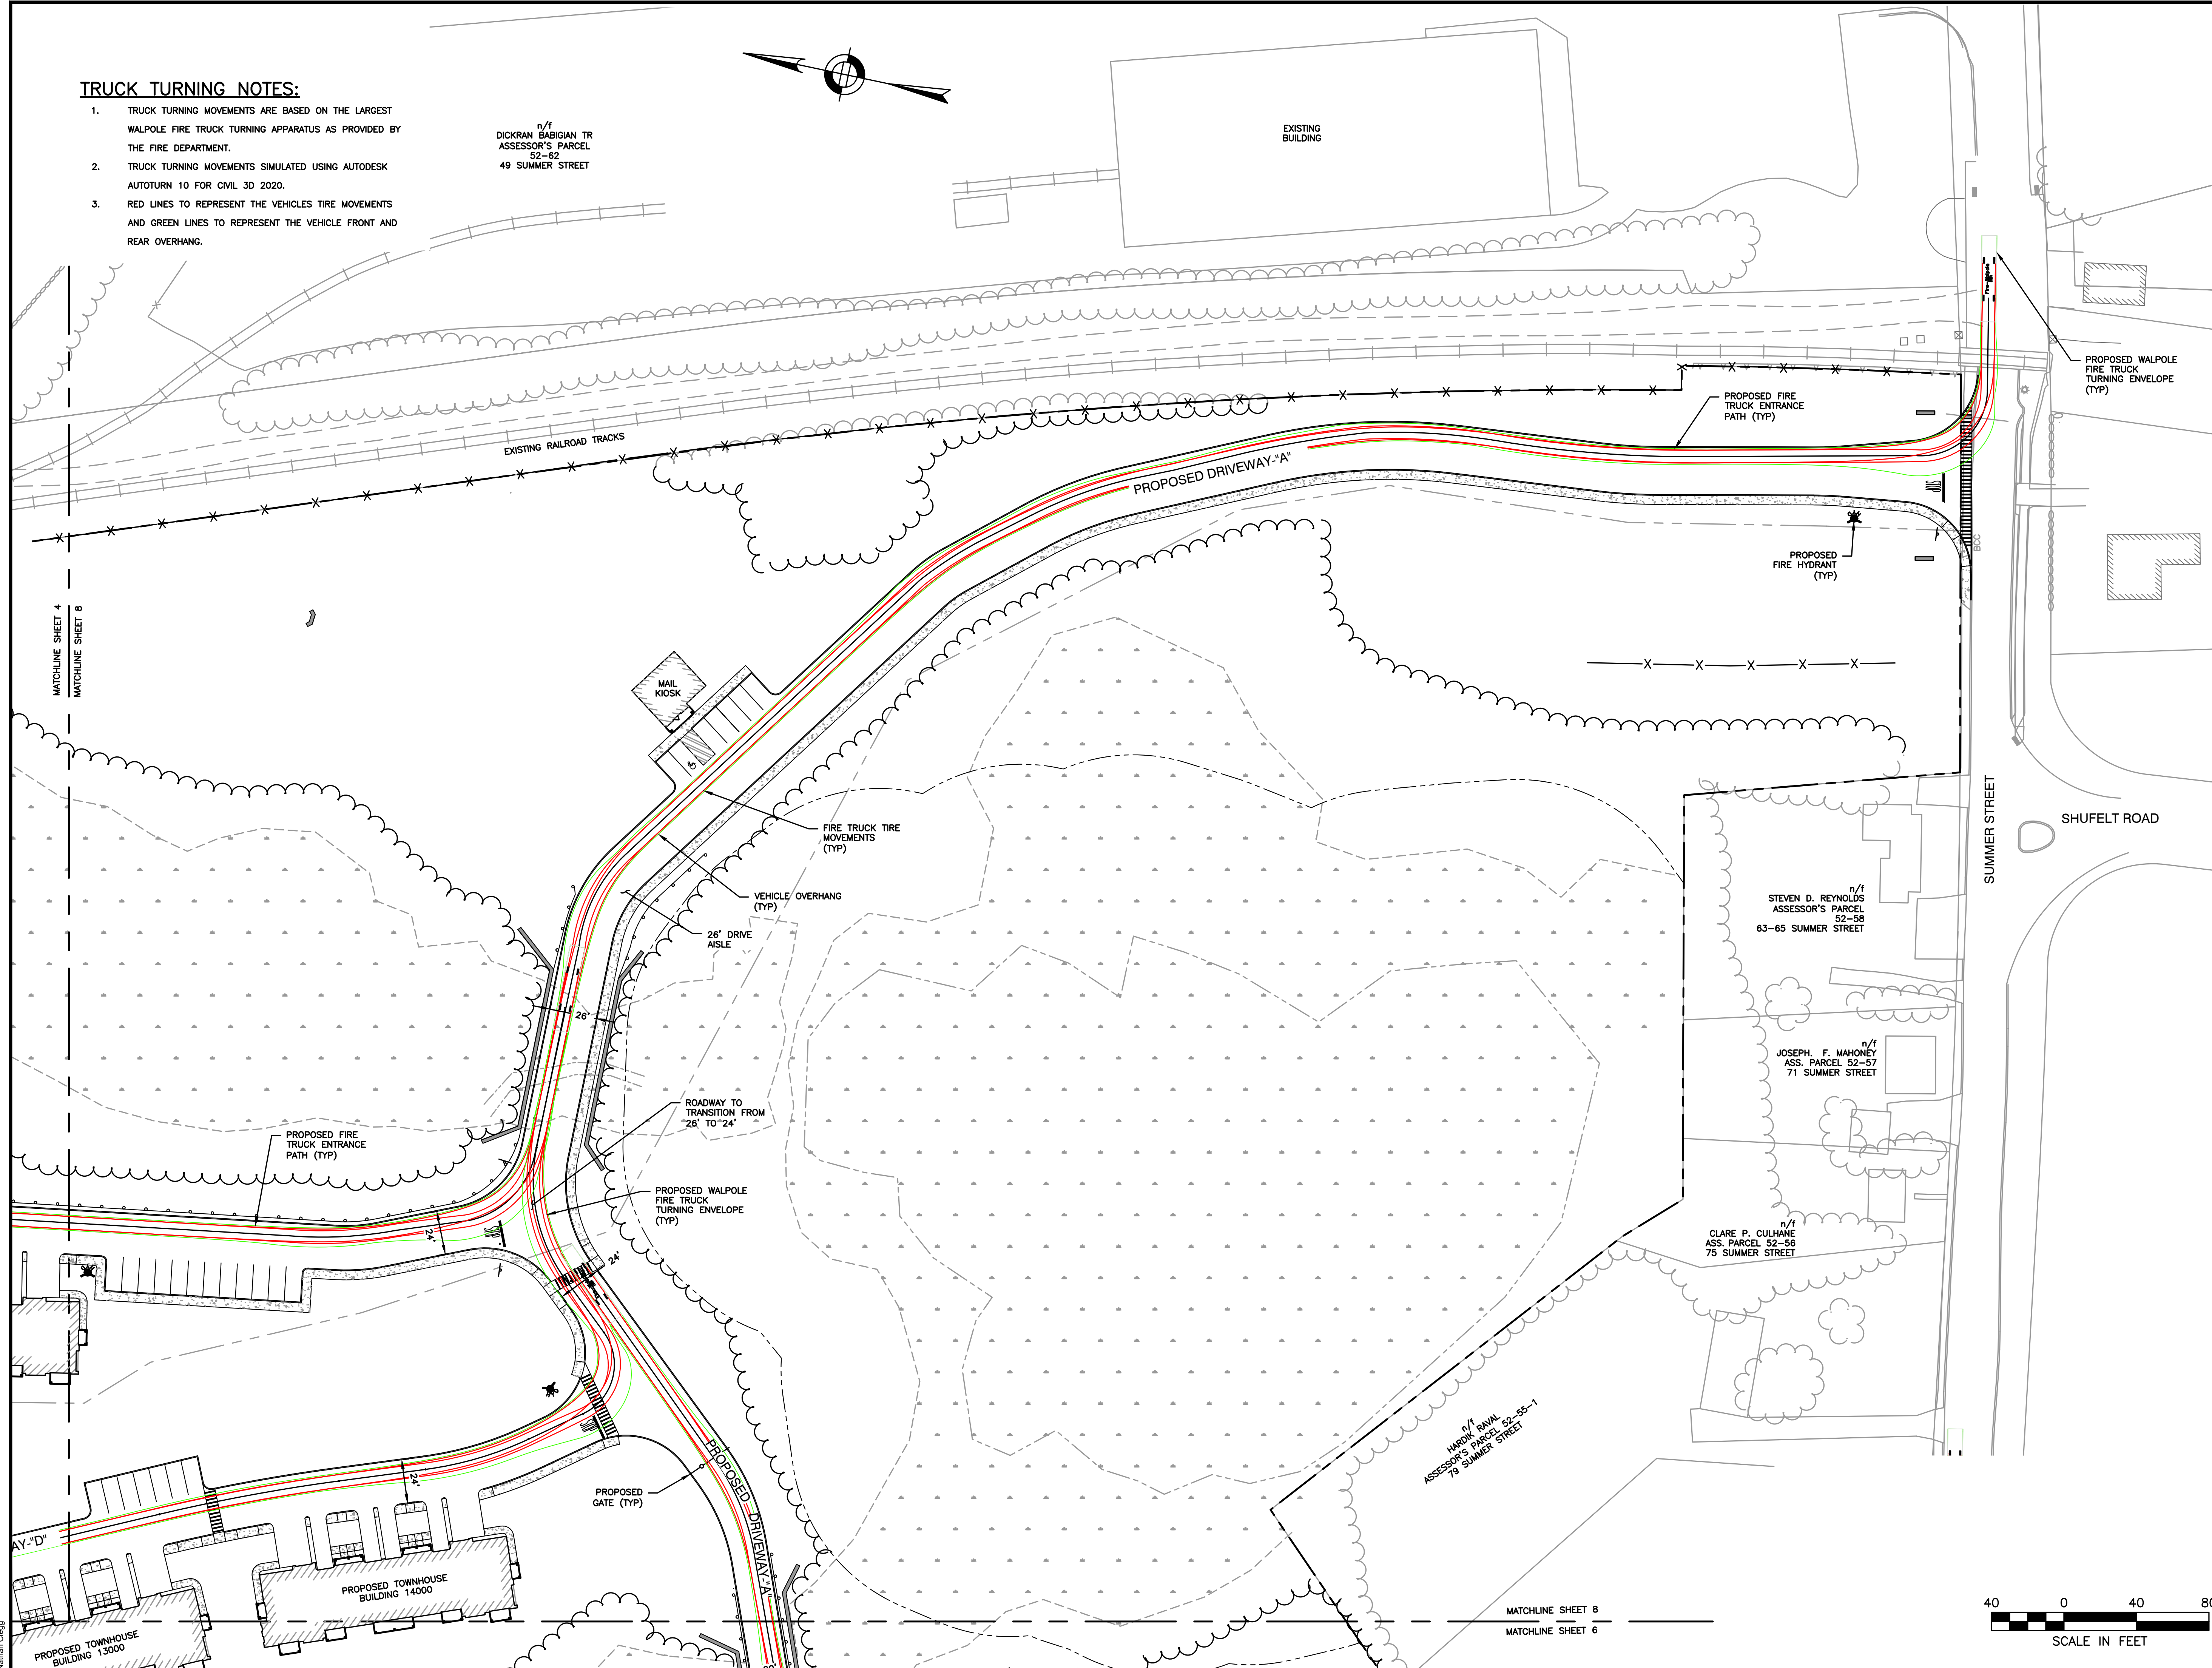 TRUCK TURNING NOTES:
1. TRUCK TURNING MOVEMENTS ARE BASED ON THE LARGEST
WALPOLE FIRE TRUCK TURNING APPARATUS AS PROVIDED BY
THE FIRE DEPARTMENT.
2. TRUCK TURNING MOVEMENTS SIMULATED USING AUTODESK
AUTOTURN 10 FOR CIVIL 3D 2020.
3. RED LINES TO REPRESENT THE VEHICLES TIRE MOVEMENTS
AND GREEN LINES TO REPRESENT THE VEHICLE FRONT AND
REAR OVERHANG.
n/f
DICKRAN BABIGIAN TR
ASSESSOR'S PARCEL
52-62
49 SUMMER STREET
EXISTING
BUILDING
PROPOSED WALPOLE
FIRE TRUCK
TURNING ENVELOPE
(TYP)
PROPOSED FIRE
TRUCK ENTRANCE
PATH (TYP)
EXISTING RAILROAD TRACKS
PROPOSED DRIVEWAY-"A"
STOP
BCC
PROPOSED
FIRE HYDRANT
(TYP)
MATCHLINE SHEET 4
MATCHLINE SHEET 8
MAIL
KIOSK
FIRE TRUCK TIRE
MOVEMENTS
(TYP)
VEHICLE OVERHANG
(TYP)
26' DRIVE
AISLE
SUMMER STREET
SHUFELT ROAD
n/f
STEVEN D. REYNOLDS
ASSESSOR'S PARCEL
52-58
63-65 SUMMER STREET
26'
n/f
JOSEPH. F. MAHONEY
ASS. PARCEL 52-57
71 SUMMER STREET
ROADWAY TO
TRANSITION FROM
26' TO 24'
PROPOSED FIRE
TRUCK ENTRANCE
PATH (TYP)
PROPOSED WALPOLE
FIRE TRUCK
TURNING ENVELOPE
(TYP)
24'
STOP
24'
n/f
CLARE P. CULHANE
ASS. PARCEL 52-56
75 SUMMER STREET
STOP
n/f
HARDIK RAVAL
ASSESSOR'S PARCEL 52-55-1
79 SUMMER STREET
24'
PROPOSED
GATE (TYP)
PROPOSED DRIVEWAY-"A"
AY-"D"
PROPOSED TOWNHOUSE
BUILDING 14000
PROPOSED TOWNHOUSE
BUILDING 13000
MATCHLINE SHEET 8
MATCHLINE SHEET 6
40 0 40 80
SCALE IN FEET